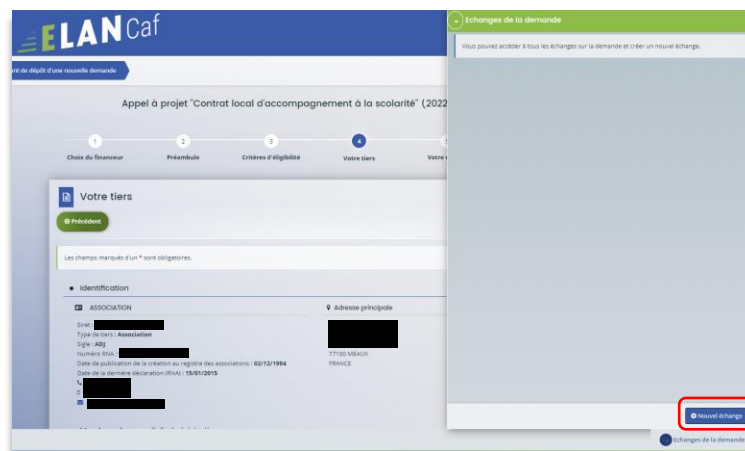 ELAN Caf
nt de dépôt d'une nouvelle demande
Appel à projet "Contrat local d'accompagnement à la scolarité" (2022
1
2
3
4
Choix du financeur
Préambule
Critères d'éligibilité
Votre tiers
Votre
Votre tiers
Précédent
Les champs marqués d'un * sont obligatoires.
Identification
ASSOCIATION
Siret :
Type de tiers : Association
Sigle : ADJ
Numéro RNA :
Date de publication de la création au registre des associations : 02/12/1994
Date de la dernière déclaration (RNA) : 15/01/2015
Adresse principale
77100 MEAUX
FRANCE
Echanges de la demande
Vous pouvez accéder à tous les échanges sur la demande et créer un nouvel échange.
Nouvel échange
Echanges de la demande